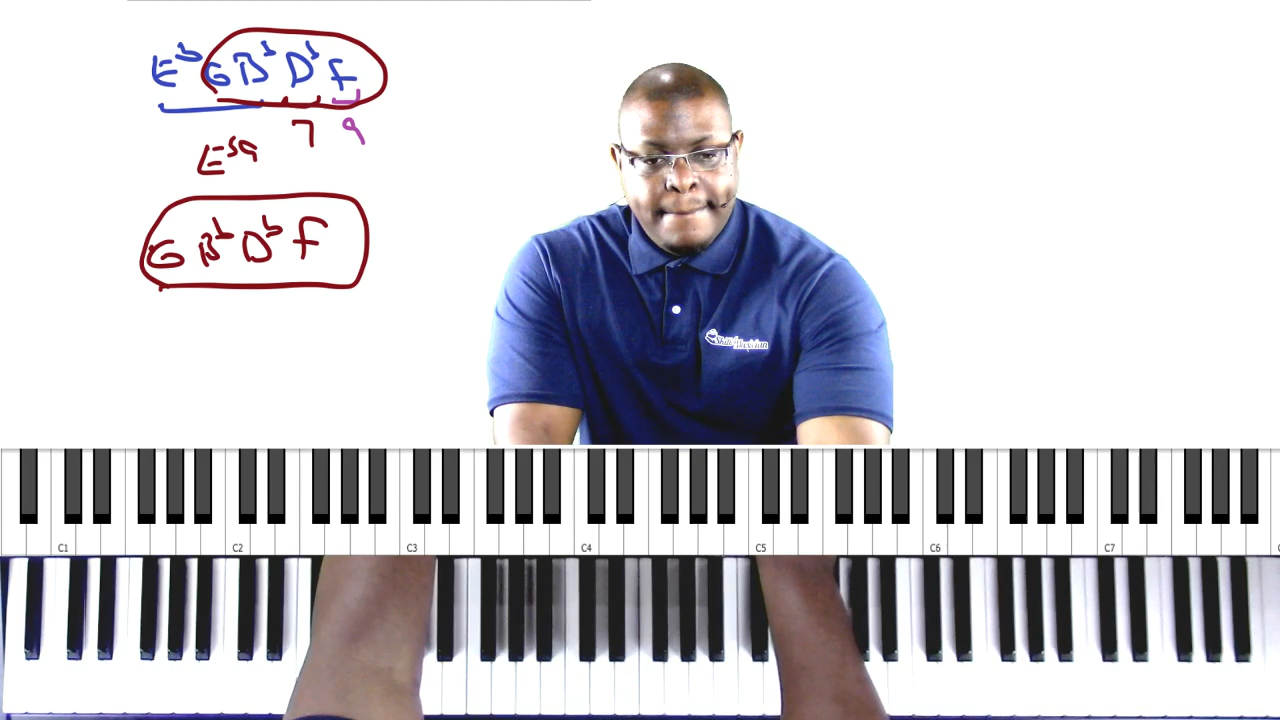 E♭ G B♭ D♭ F
7 9
E♭9
G B♭ D♭ F
C1 C2 C3 C4 C5 C6 C7